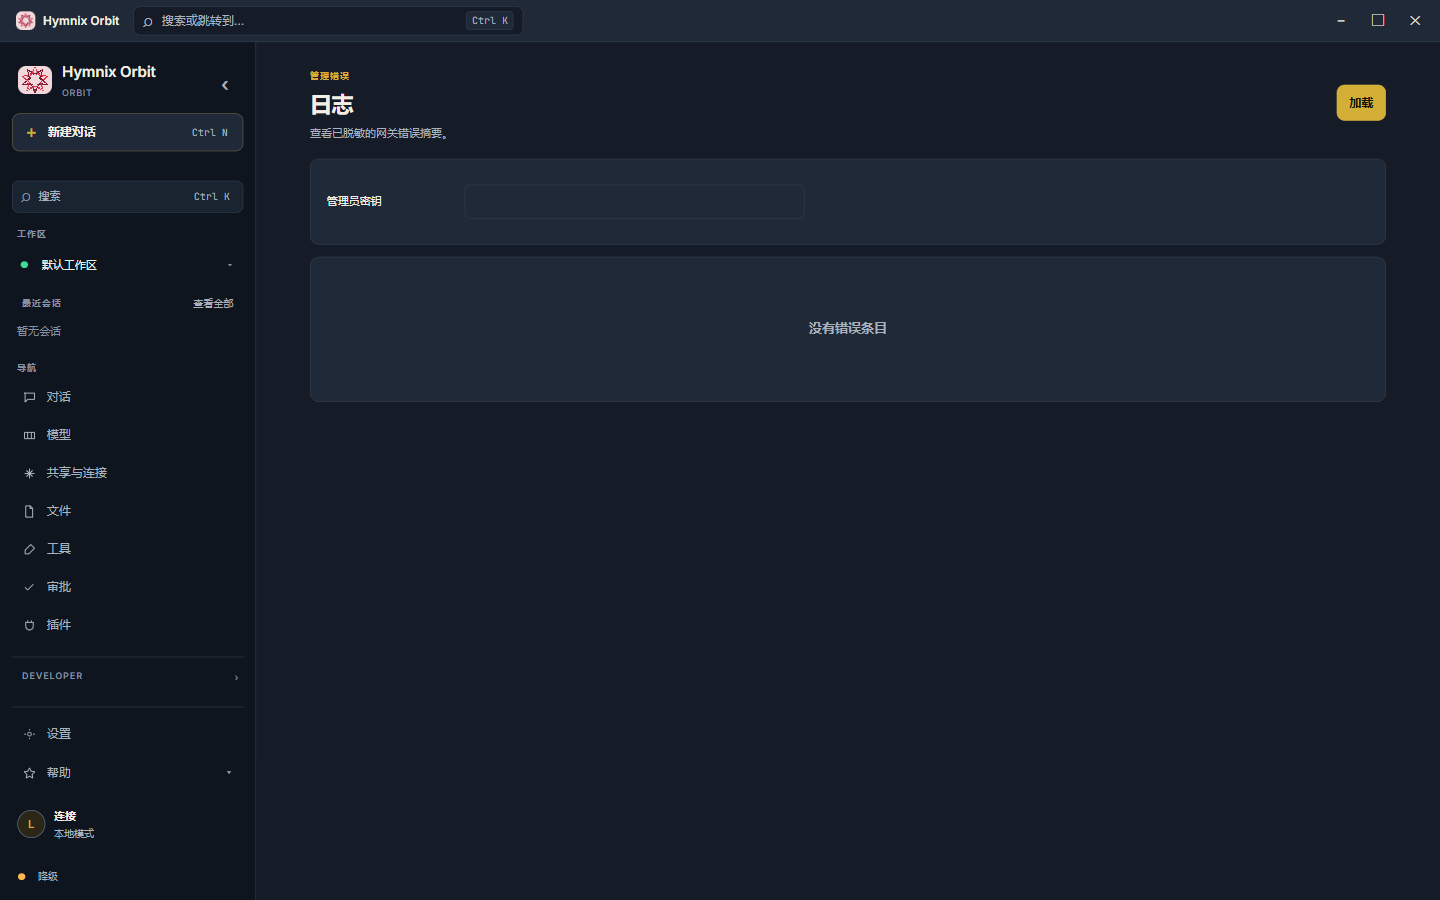 Hymnix Orbit
搜索或跳转到...
Ctrl K
Hymnix Orbit
ORBIT
新建对话
Ctrl N
搜索
Ctrl K
工作区
默认工作区
最近会话
查看全部
暂无会话
导航
对话
模型
共享与连接
文件
工具
审批
插件
DEVELOPER
设置
帮助
L
连接
本地模式
降级
管理错误
日志
查看已脱敏的网关错误摘要。
加载
管理员密钥
没有错误条目